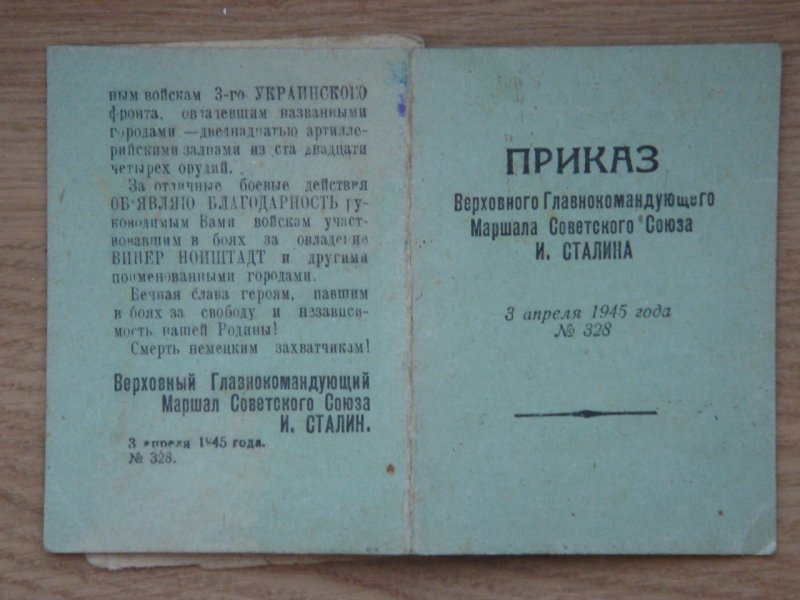 ным войскам 3-го УКРАИНСКОГО
фронта, овладевшим названными
городами,—двенадцатью артилле-
рийскими залпами из ста двадцати
четырех орудий.
За отличные боевые действия
ОБ'ЯВЛЯЮ БЛАГОДАРНОСТЬ ру-
ководимым Вами войскам участ-
вовавшим в боях за овладение
ВИНЕР НОЙШТАДТ и другими
поименованными городами.
Вечная слава героям, павшим
в боях за свободу и независи-
мость нашей Родины!
Смерть немецким захватчикам!
Верховный Главнокомандующий
Маршал Советского Союза
И. СТАЛИН.
3 апреля 1945 года.
№ 328.
ПРИКАЗ
Верховного Главнокомандующего
Маршала Советского Союза
И. СТАЛИНА
3 апреля 1945 года
№ 328